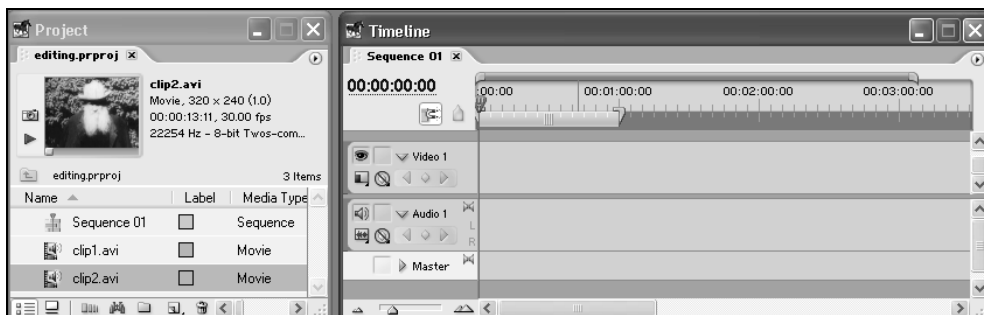 Project
editing.prproj
clip2.avi
Movie, 320 × 240 (1.0)
00:00:13:11, 30.00 fps
22254 Hz - 8-bit Twos-com...
editing.prproj
3 Items
Name Label Media Type
Sequence 01 Sequence
clip1.avi Movie
clip2.avi Movie
Timeline
Sequence 01
00:00:00:00
:00:00 00:01:00:00 00:02:00:00 00:03:00:00
Video 1
Audio 1
L
R
Master